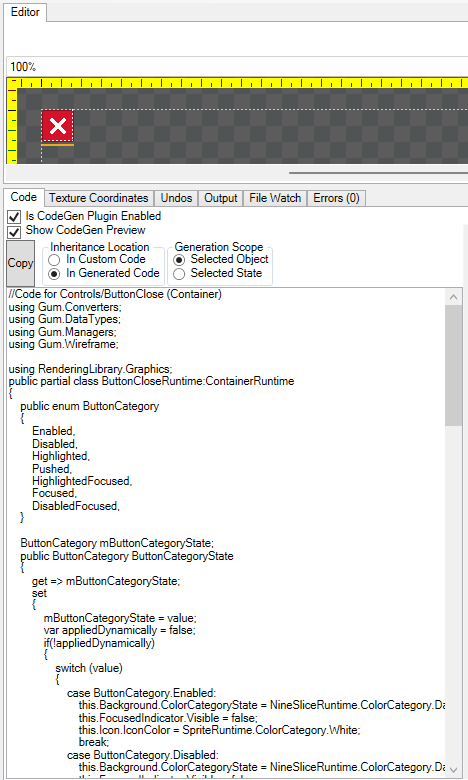 Editor
100%
Code Texture Coordinates Undos Output File Watch Errors (0)
Is CodeGen Plugin Enabled
Show CodeGen Preview
Copy
Inheritance Location
In Custom Code
In Generated Code
Generation Scope
Selected Object
Selected State
//Code for Controls/ButtonClose (Container)
using Gum.Converters;
using Gum.DataTypes;
using Gum.Managers;
using Gum.Wireframe;
using RenderingLibrary.Graphics;
public partial class ButtonCloseRuntime:ContainerRuntime
{
public enum ButtonCategory
{
Enabled,
Disabled,
Highlighted,
Pushed,
HighlightedFocused,
Focused,
DisabledFocused,
}
ButtonCategory mButtonCategoryState;
public ButtonCategory ButtonCategoryState
{
get => mButtonCategoryState;
set
{
mButtonCategoryState = value;
var appliedDynamically = false;
if(!appliedDynamically)
{
switch (value)
{
case ButtonCategory.Enabled:
this.Background.ColorCategoryState = NineSliceRuntime.ColorCategory.Da
this.FocusedIndicator.Visible = false;
this.Icon.IconColor = SpriteRuntime.ColorCategory.White;
break;
case ButtonCategory.Disabled:
this.Background.ColorCategoryState = NineSliceRuntime.ColorCategory.Da